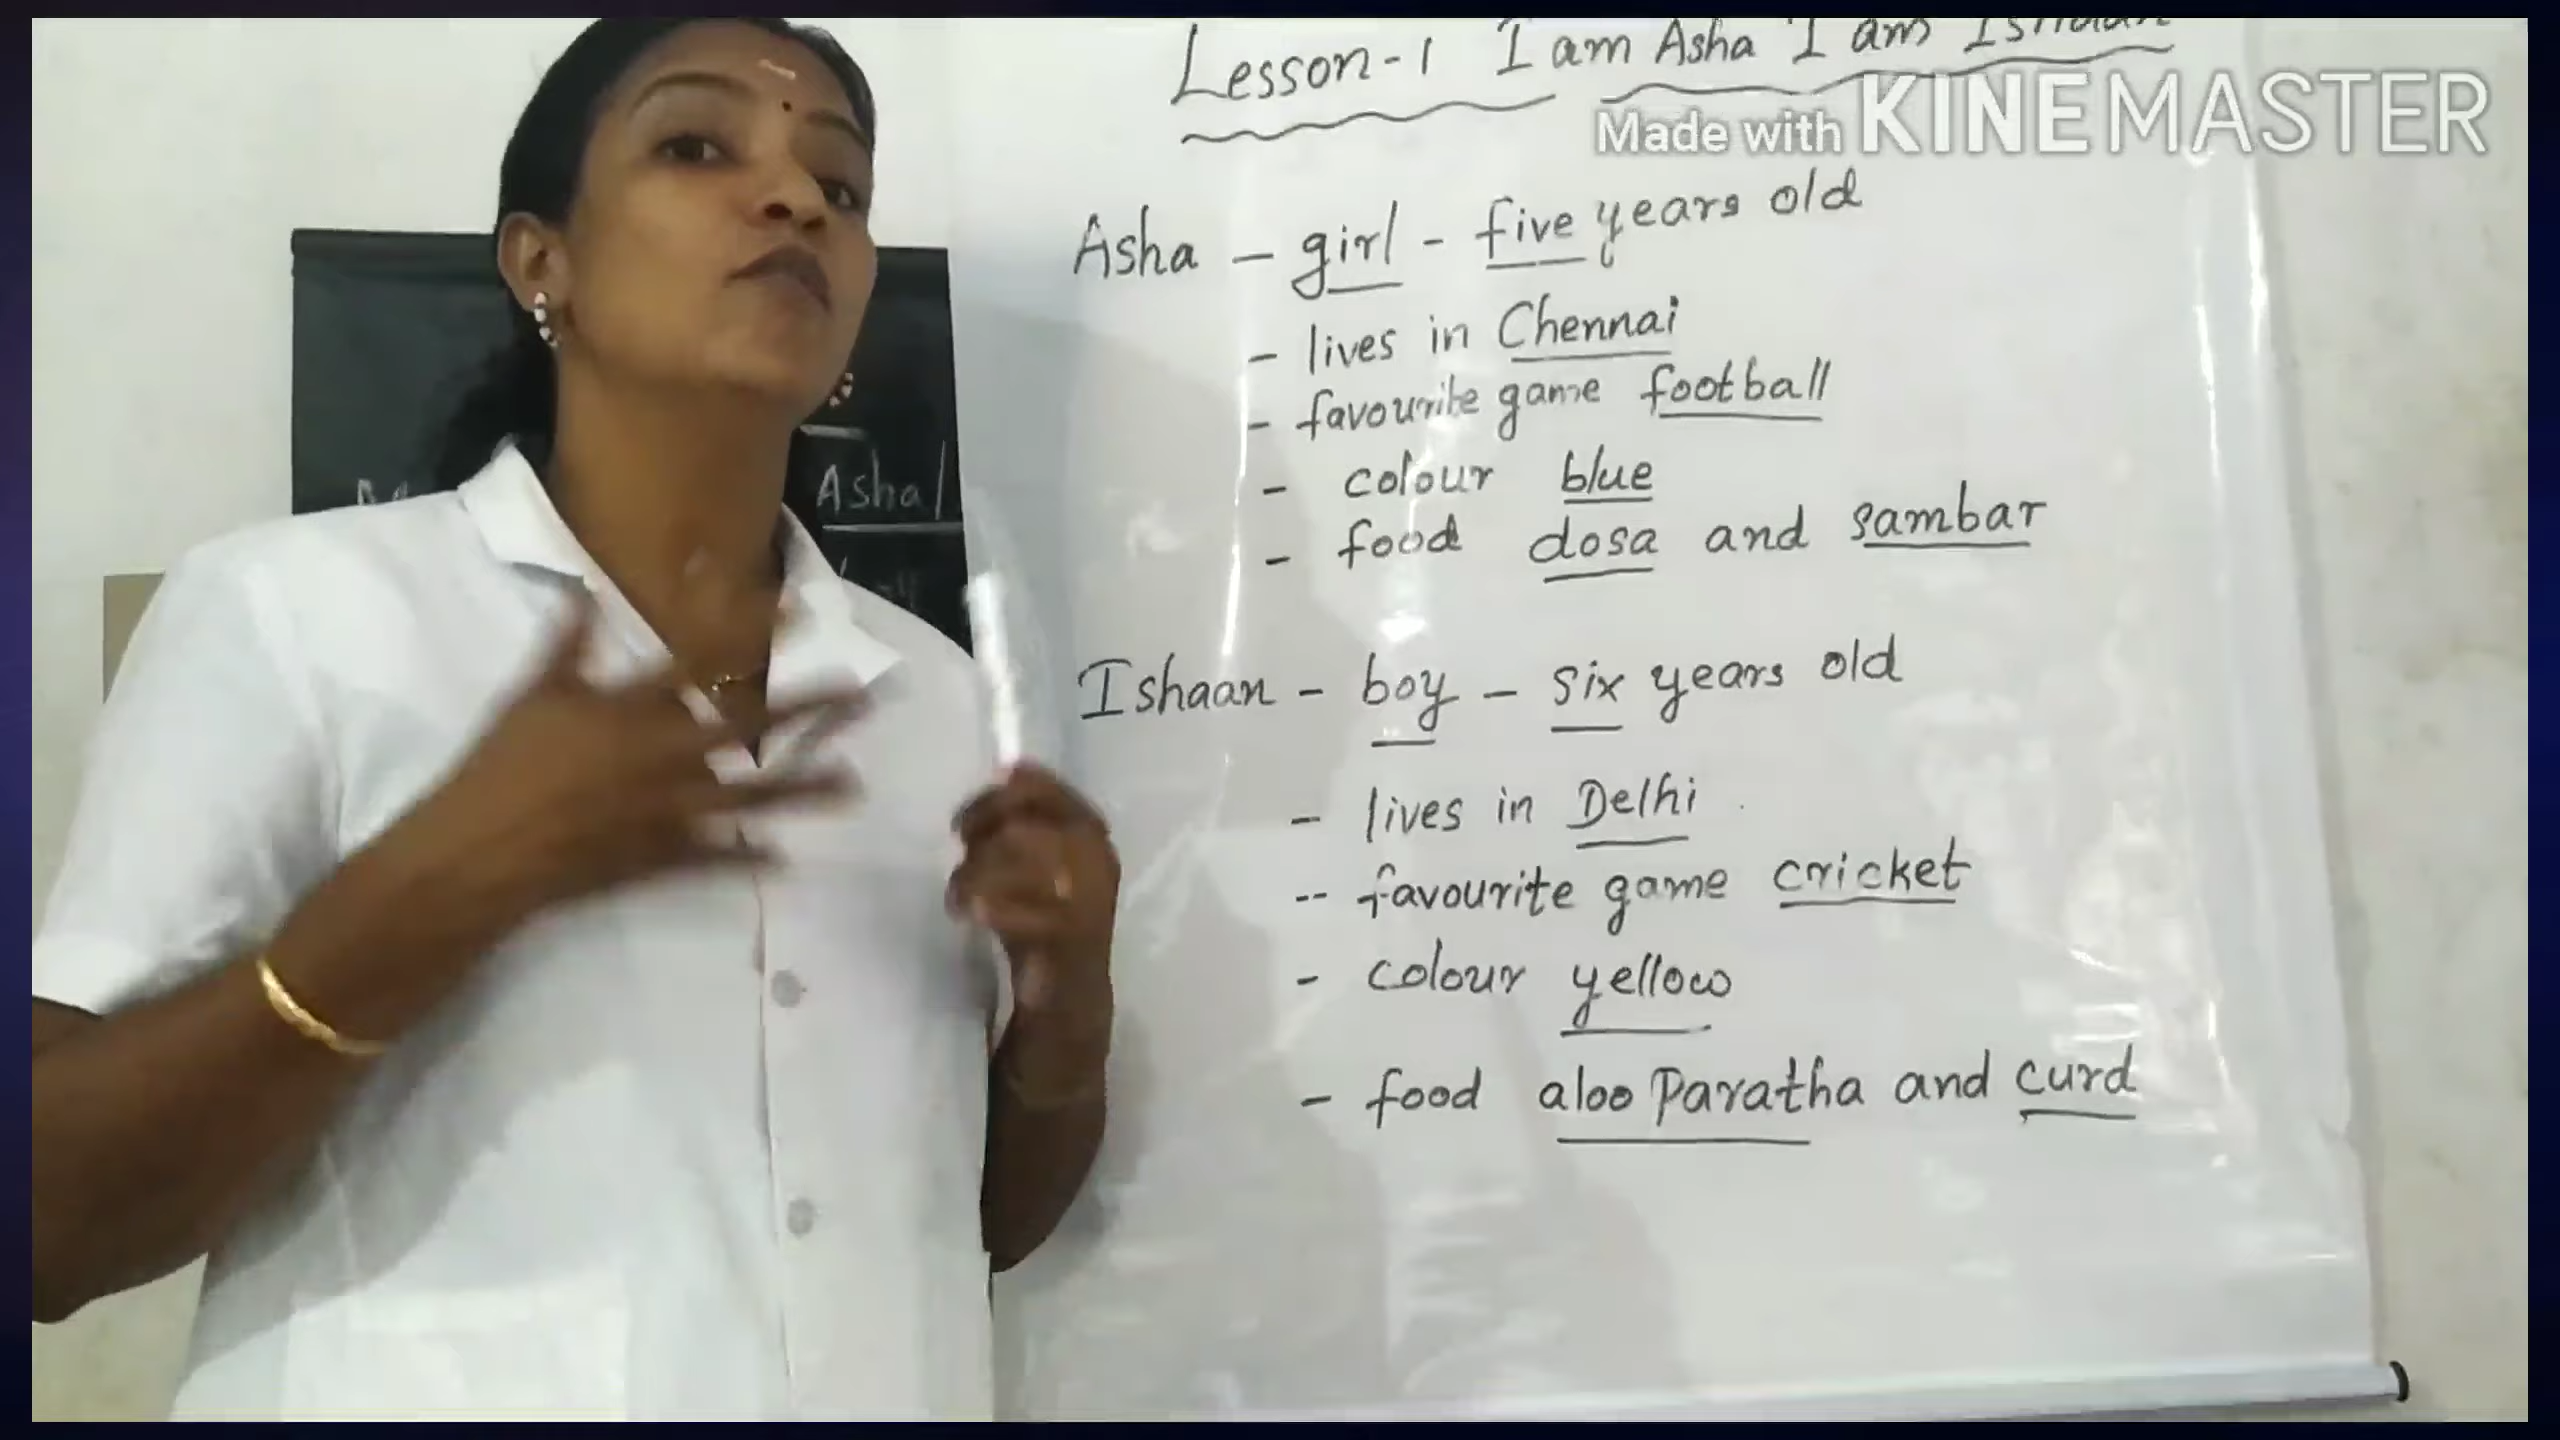 Lesson-1 I am Asha I am Ishaan
Made with KINEMASTER
Asha - girl - five years old
- lives in Chennai
- favourite game football
- colour blue
- food dosa and sambar
Asha
Ishaan - boy - six years old
- lives in Delhi
-- favourite game cricket
- colour yellow
- food aloo Paratha and curd